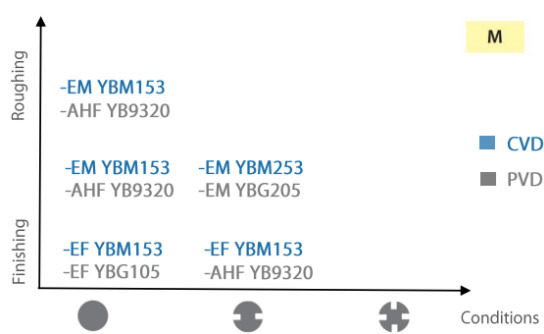 M
Roughing
-EM YBM153
-AHF YB9320
CVD
-EM YBM153 -EM YBM253
PVD
-AHF YB9320 -EM YBG205
Finishing
-EF YBM153 -EF YBM153
-EF YBG105 -AHF YB9320
Conditions